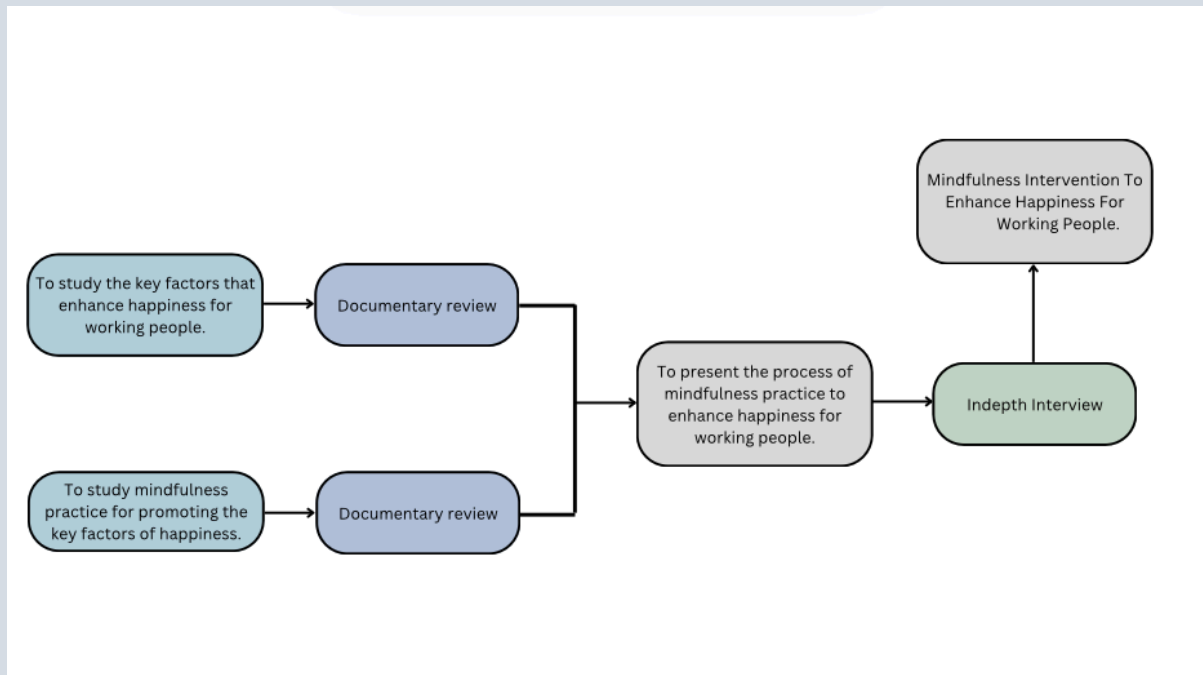 To study the key factors that
enhance happiness for
working people.
Documentary review
To study mindfulness
practice for promoting the
key factors of happiness.
Documentary review
To present the process of
mindfulness practice to
enhance happiness for
working people.
Indepth Interview
Mindfulness Intervention To
Enhance Happiness For
Working People.